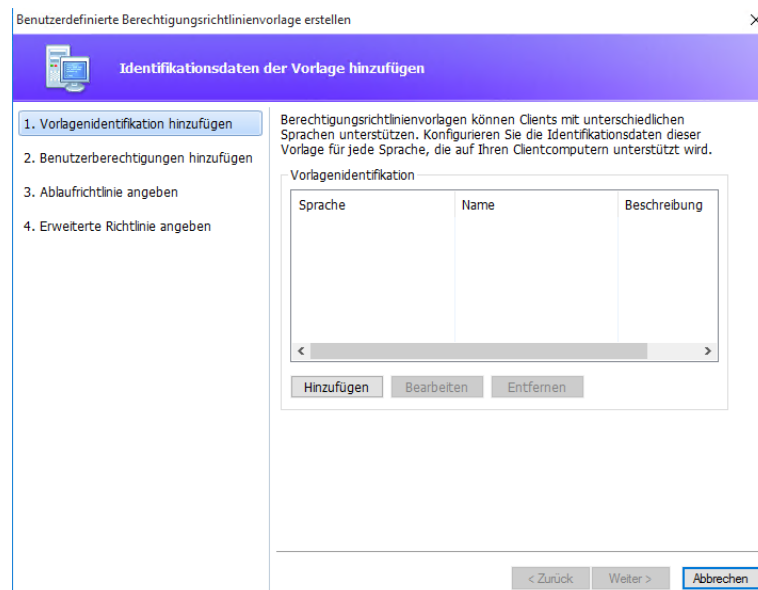 Benutzerdefinierte Berechtigungsrichtlinienvorlage erstellen
Identifikationsdaten der Vorlage hinzufügen
1. Vorlagenidentifikation hinzufügen
2. Benutzerberechtigungen hinzufügen
3. Ablaufrichtlinie angeben
4. Erweiterte Richtlinie angeben
Berechtigungsrichtlinienvorlagen können Clients mit unterschiedlichen
Sprachen unterstützen. Konfigurieren Sie die Identifikationsdaten dieser
Vorlage für jede Sprache, die auf Ihren Clientcomputern unterstützt wird.
Vorlagenidentifikation
Sprache Name Beschreibung
Hinzufügen Bearbeiten Entfernen
< Zurück Weiter > Abbrechen